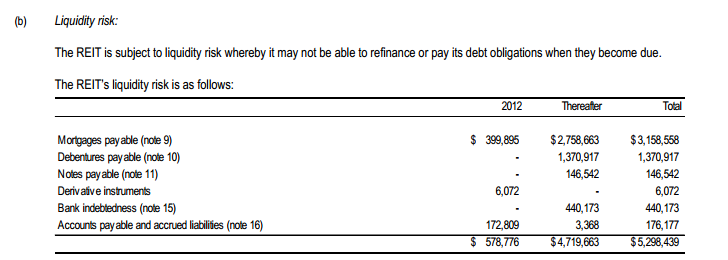 (b) Liquidity risk:
The REIT is subject to liquidity risk whereby it may not be able to refinance or pay its debt obligations when they become due.
The REIT's liquidity risk is as follows:
2012 Thereafter Total
Mortgages payable (note 9) $ 399,895 $2,758,663 $3,158,558
Debentures payable (note 10) - 1,370,917 1,370,917
Notes payable (note 11) - 146,542 146,542
Derivative instruments 6,072 - 6,072
Bank indebtedness (note 15) - 440,173 440,173
Accounts payable and accrued liabilities (note 16) 172,809 3,368 176,177
$ 578,776 $4,719,663 $5,298,439